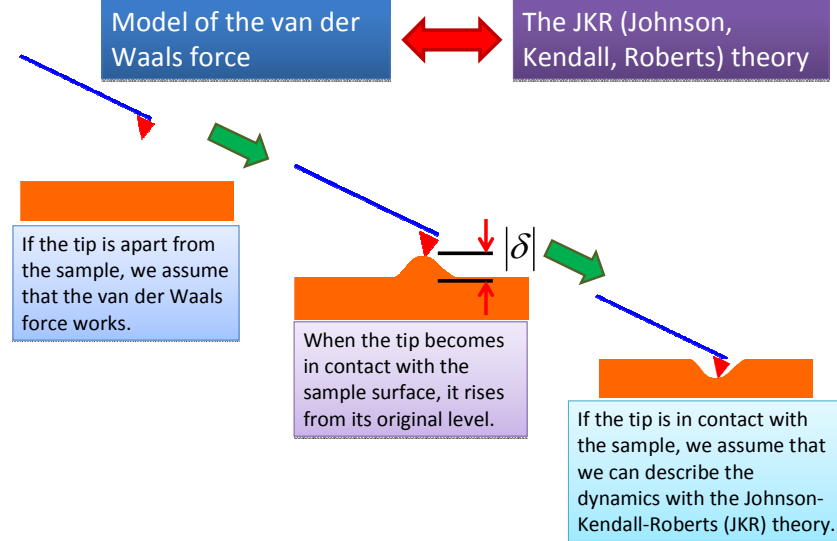 Model of the van der
Waals force
The JKR (Johnson,
Kendall, Roberts) theory
If the tip is apart from
the sample, we assume
that the van der Waals
force works.
|δ|
When the tip becomes
in contact with the
sample surface, it rises
from its original level.
If the tip is in contact with
the sample, we assume that
we can describe the
dynamics with the Johnson-
Kendall-Roberts (JKR) theory.